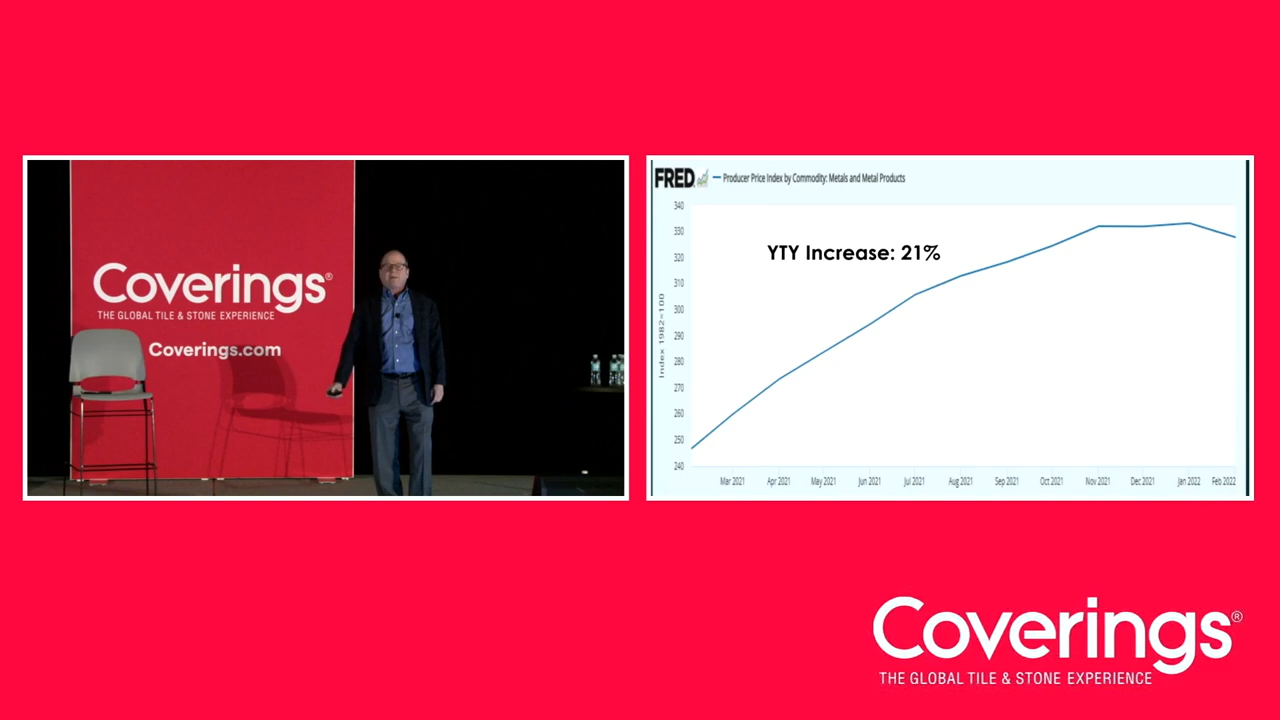 Coverings®
THE GLOBAL TILE & STONE EXPERIENCE
Coverings.com
FRED
Producer Price Index by Commodity: Metals and Metal Products
YTY Increase: 21%
Index 1982=100
340
330
320
310
300
290
280
270
260
250
240
Mar 2021 Apr 2021 May 2021 Jun 2021 Jul 2021 Aug 2021 Sep 2021 Oct 2021 Nov 2021 Dec 2021 Jan 2022 Feb 2022
Coverings®
THE GLOBAL TILE & STONE EXPERIENCE